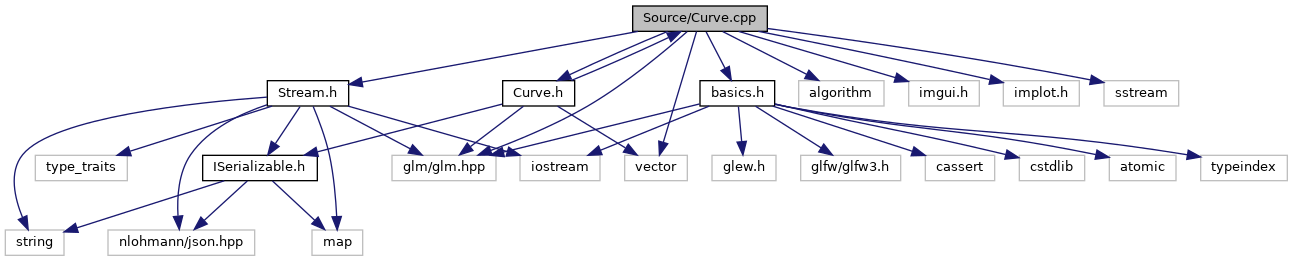 Source/Curve.cpp
Stream.h
Curve.h
basics.h
algorithm
imgui.h
implot.h
sstream
type_traits
ISerializable.h
glm/glm.hpp
iostream
vector
glew.h
glfw/glfw3.h
cassert
cstdlib
atomic
typeindex
string
nlohmann/json.hpp
map